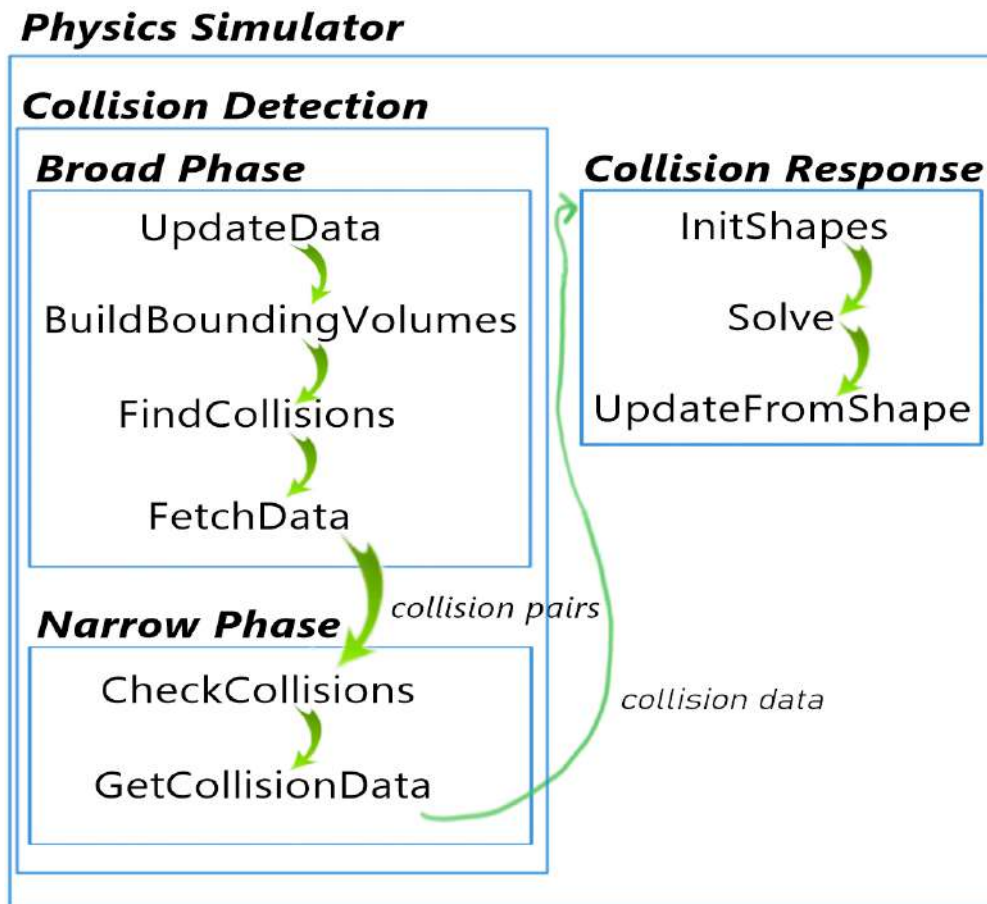 Physics Simulator
Collision Detection
Broad Phase
UpdateData
BuildBoundingVolumes
FindCollisions
FetchData
collision pairs
Narrow Phase
CheckCollisions
GetCollisionData
collision data
Collision Response
InitShapes
Solve
UpdateFromShape